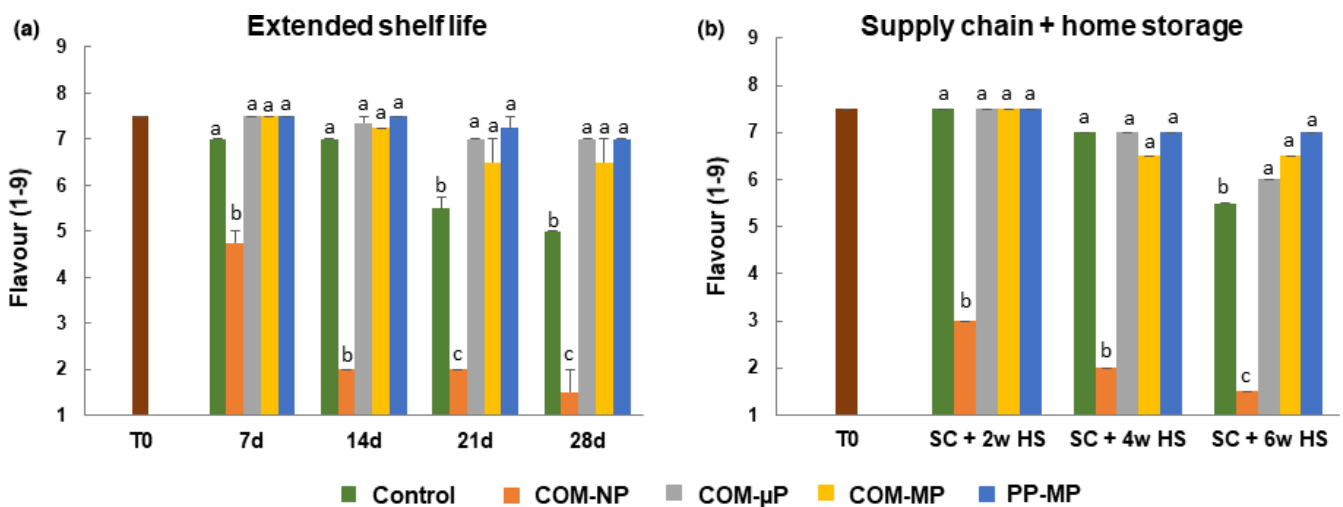 (a) Extended shelf life
Flavour (1-9)
9
8
7
6
5
4
3
2
1
a b a a a
a b a a a
b c a a a
b c a a a
T0 7d 14d 21d 28d
(b) Supply chain + home storage
Flavour (1-9)
9
8
7
6
5
4
3
2
1
a b a a a
a b a a a
b c a a a
T0 SC + 2w HS SC + 4w HS SC + 6w HS
Control COM-NP COM-µP COM-MP PP-MP